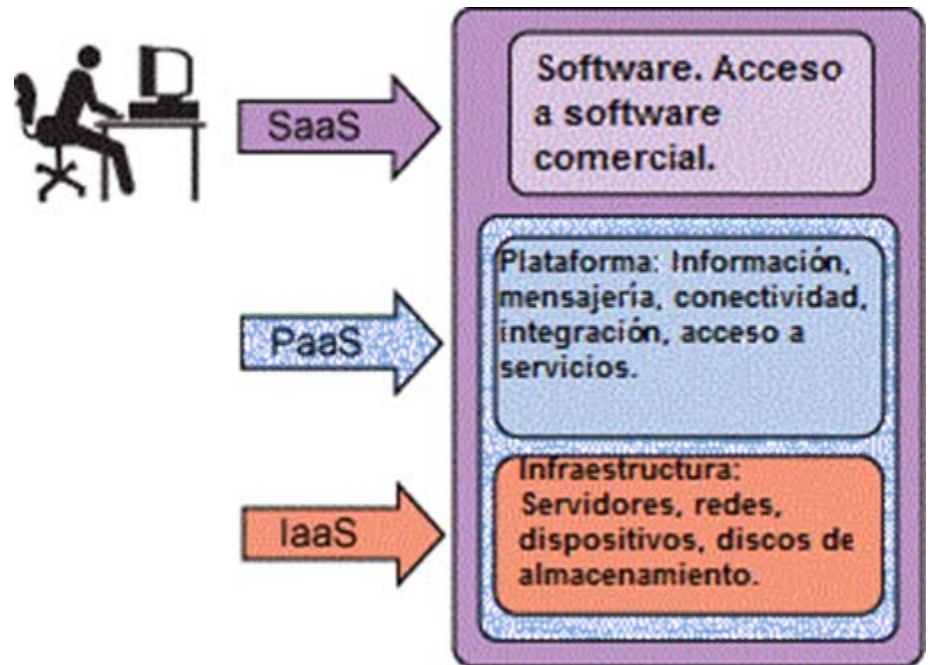 SaaS
Software. Acceso
a software
comercial.
PaaS
Plataforma: Información,
mensajería, conectividad,
integración, acceso a
servicios.
IaaS
Infraestructura:
Servidores, redes,
dispositivos, discos de
almacenamiento.